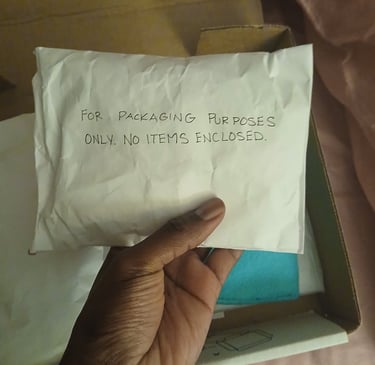 FOR PACKAGING PURPOSES
ONLY. NO ITEMS ENCLOSED.